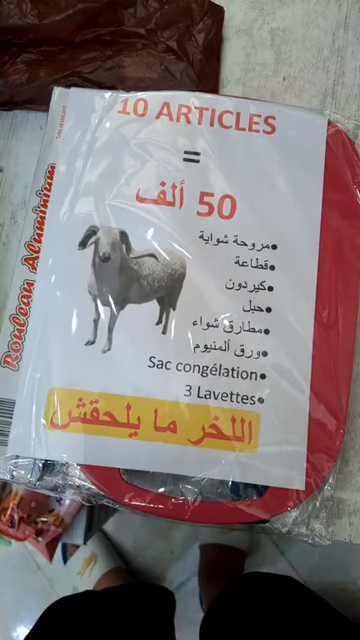 10 ARTICLES
=
50 ألف
•مروحة شواية
•قطاعة
•كيردون
•حبل
•مطارق شواء
•ورق ألمنيوم
Sac congélation•
3 Lavettes•
اللخر ما يلحقش
Rouleau Aluminium